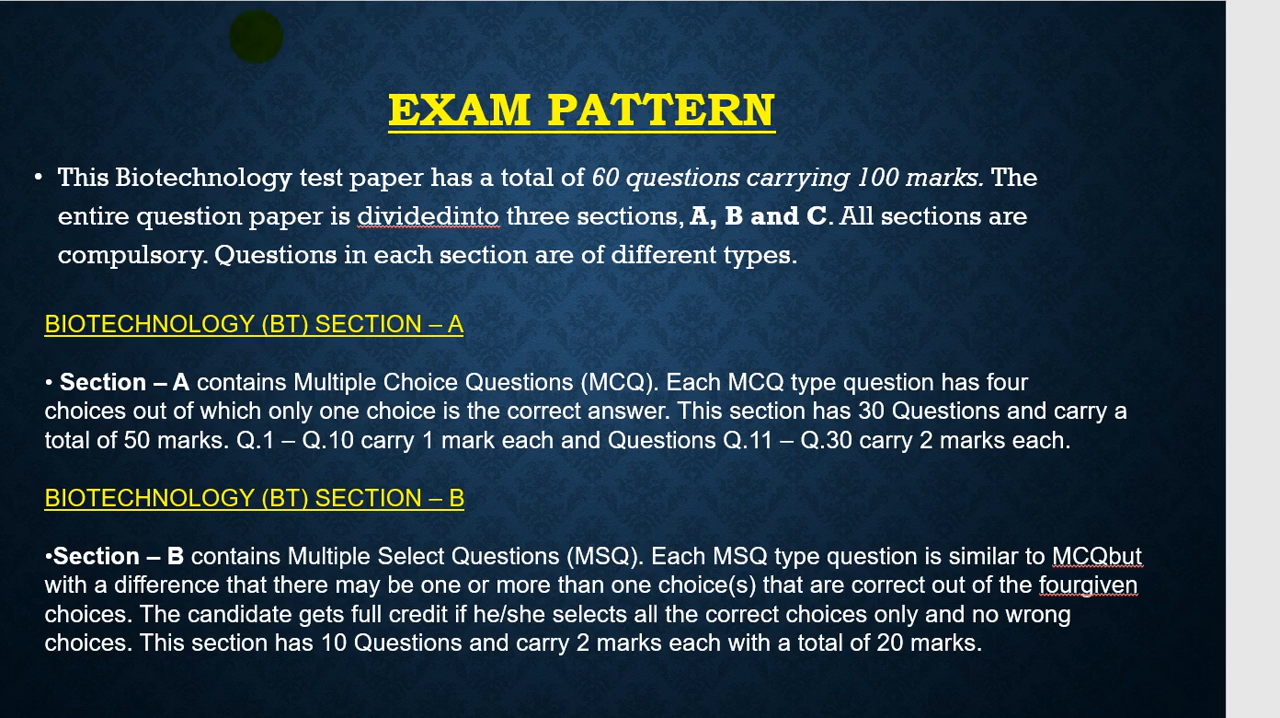 EXAM PATTERN
• This Biotechnology test paper has a total of 60 questions carrying 100 marks. The
entire question paper is dividedinto three sections, A, B and C. All sections are
compulsory. Questions in each section are of different types.
BIOTECHNOLOGY (BT) SECTION – A
• Section – A contains Multiple Choice Questions (MCQ). Each MCQ type question has four
choices out of which only one choice is the correct answer. This section has 30 Questions and carry a
total of 50 marks. Q.1 – Q.10 carry 1 mark each and Questions Q.11 – Q.30 carry 2 marks each.
BIOTECHNOLOGY (BT) SECTION – B
•Section – B contains Multiple Select Questions (MSQ). Each MSQ type question is similar to MCQbut
with a difference that there may be one or more than one choice(s) that are correct out of the fourgiven
choices. The candidate gets full credit if he/she selects all the correct choices only and no wrong
choices. This section has 10 Questions and carry 2 marks each with a total of 20 marks.